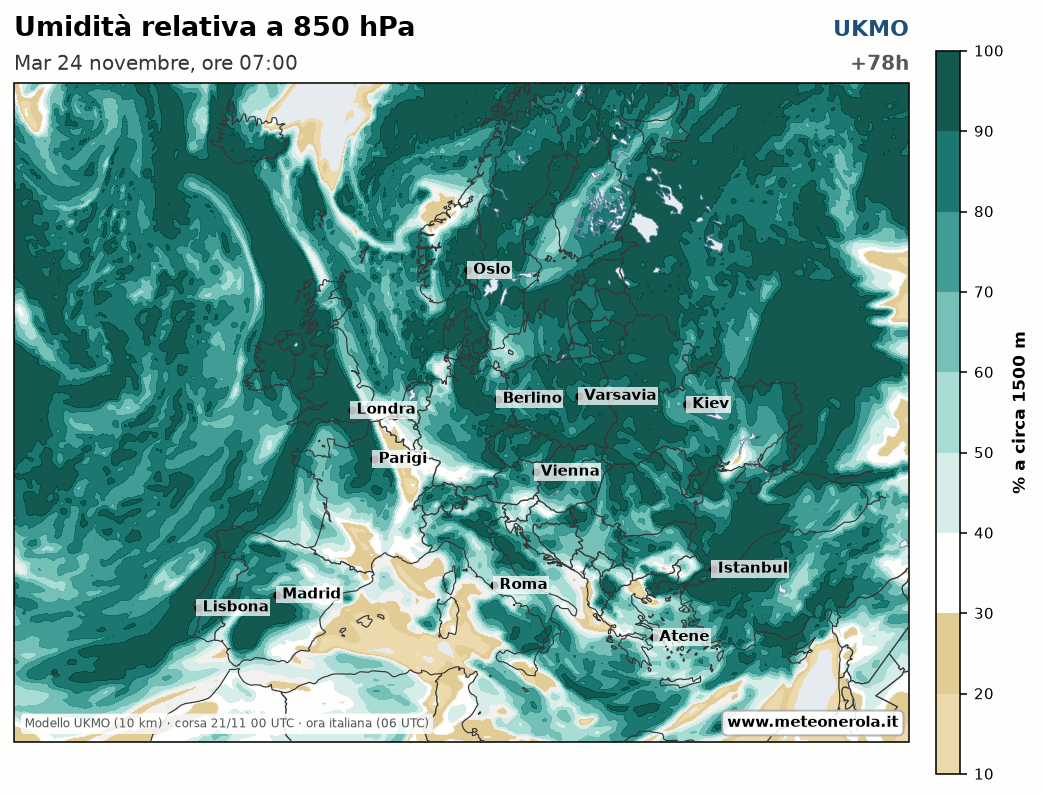 Umidità relativa a 850 hPa
UKMO
Mar 24 novembre, ore 07:00
+78h
100
90
80
70
60
50
40
30
20
10
% a circa 1500 m
Oslo
Londra
Berlino
Varsavia
Kiev
Parigi
Vienna
Istanbul
Roma
Madrid
Lisbona
Atene
Modello UKMO (10 km) · corsa 21/11 00 UTC · ora italiana (06 UTC)
www.meteonerola.it